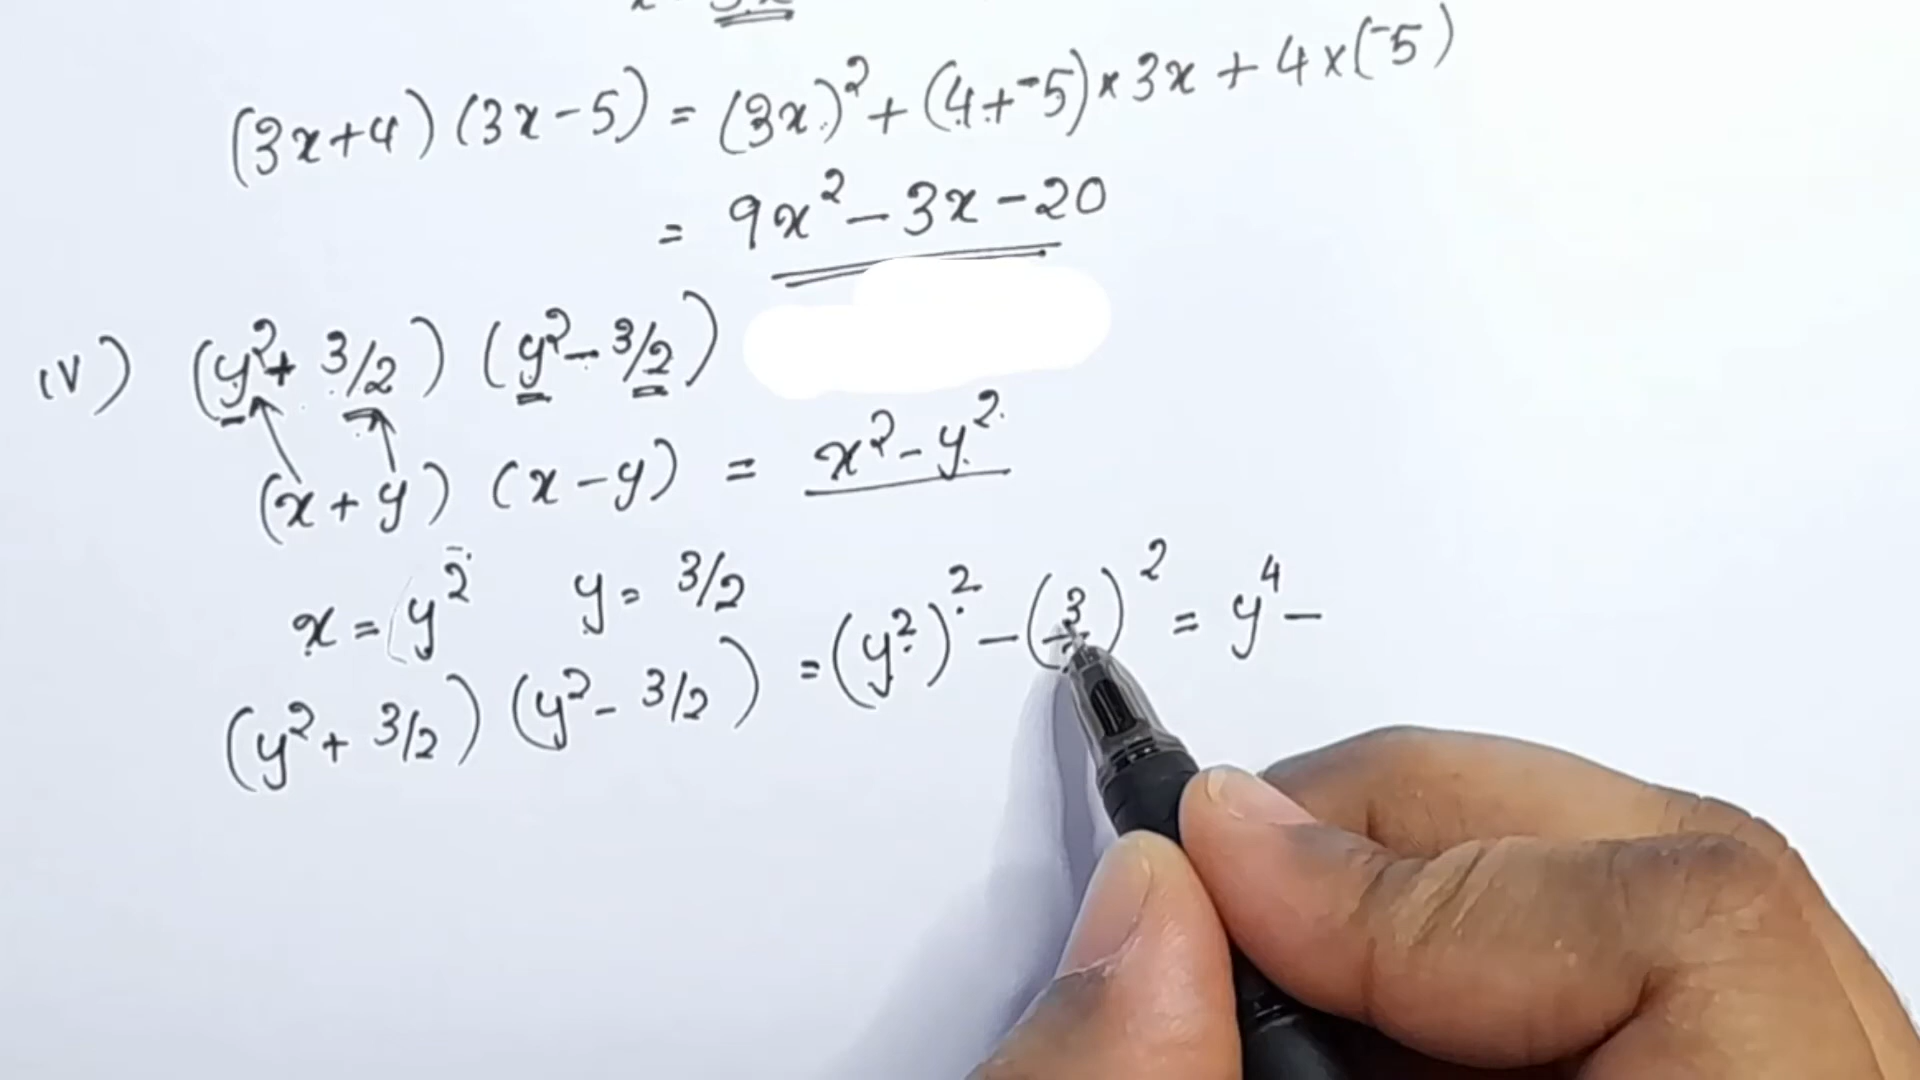 (3x+4)(3x-5) = (3x)² + (4+⁻5)×3x + 4×(⁻5)
= 9x² - 3x - 20
(V) (y² + 3/2) (y² - 3/2)
(x + y) (x - y) = x² - y²
x = (y² y = 3/2
(y² + 3/2) (y² - 3/2) = (y²)² - (3/2)² = y⁴ -